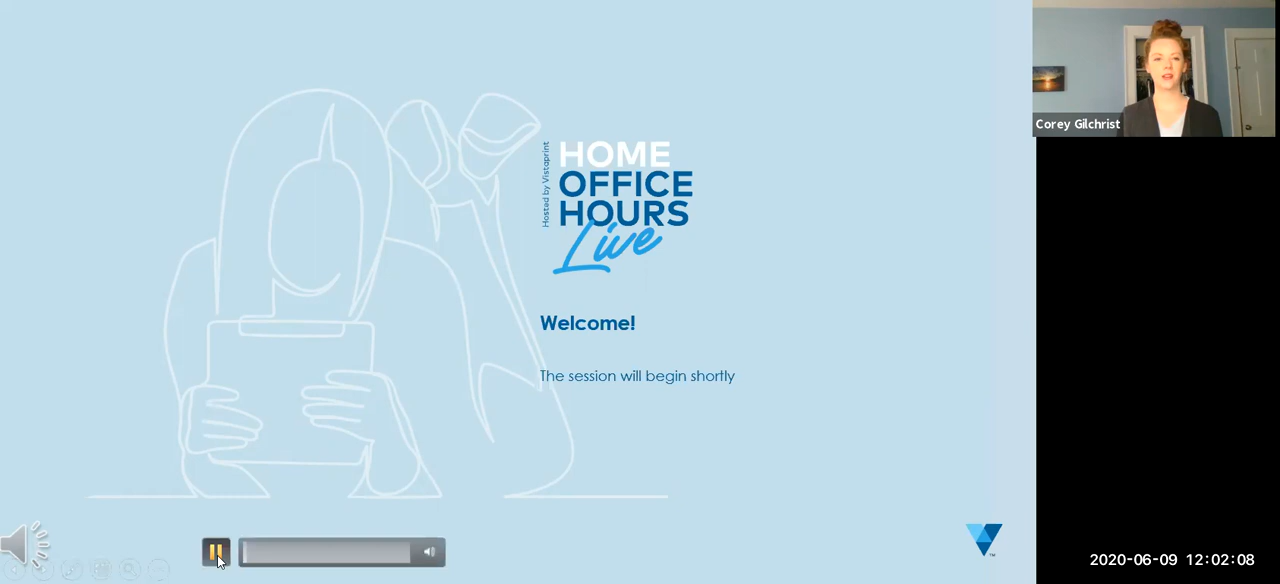 Hosted by Vistaprint
HOME
OFFICE
HOURS
Live
Welcome!
The session will begin shortly
Corey Gilchrist
TM
2020-06-09 12:02:08